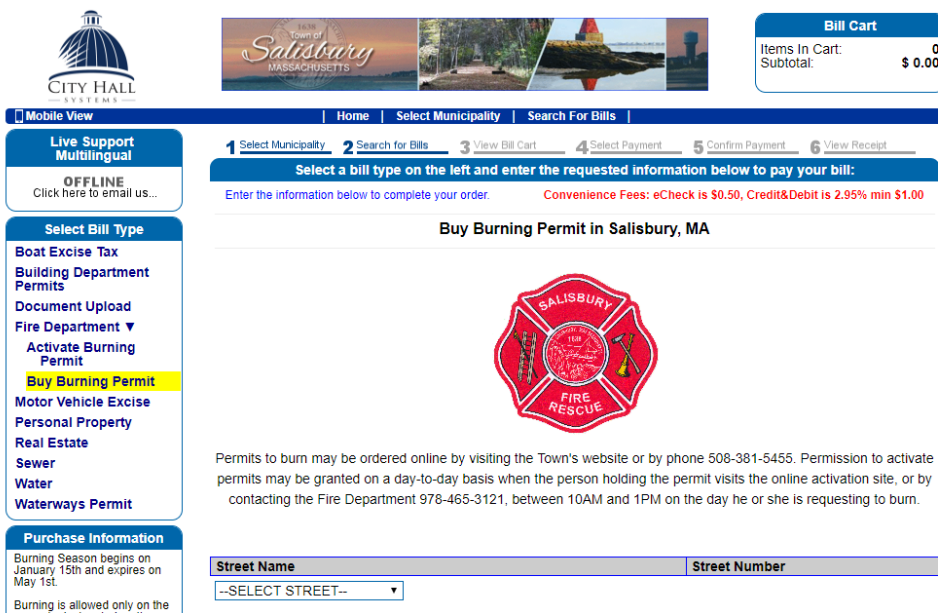 CITY HALL
SYSTEMS
1638
Town of
Salisbury
MASSACHUSETTS
Bill Cart
Items In Cart: 0
Subtotal: $ 0.00
Mobile View | Home | Select Municipality | Search For Bills |
Live Support
Multilingual
OFFLINE
Click here to email us...
1 Select Municipality 2 Search for Bills 3 View Bill Cart 4 Select Payment 5 Confirm Payment 6 View Receipt
Select a bill type on the left and enter the requested information below to pay your bill:
Enter the information below to complete your order. Convenience Fees: eCheck is $0.50, Credit&Debit is 2.95% min $1.00
Select Bill Type
Boat Excise Tax
Building Department
Permits
Document Upload
Fire Department ▼
Activate Burning
Permit
Buy Burning Permit
Motor Vehicle Excise
Personal Property
Real Estate
Sewer
Water
Waterways Permit
Purchase Information
Burning Season begins on
January 15th and expires on
May 1st.
Burning is allowed only on the
Buy Burning Permit in Salisbury, MA
SALISBURY
1638
FIRE
RESCUE
Permits to burn may be ordered online by visiting the Town's website or by phone 508-381-5455. Permission to activate
permits may be granted on a day-to-day basis when the person holding the permit visits the online activation site, or by
contacting the Fire Department 978-465-3121, between 10AM and 1PM on the day he or she is requesting to burn.
Street Name Street Number
--SELECT STREET-- ▼